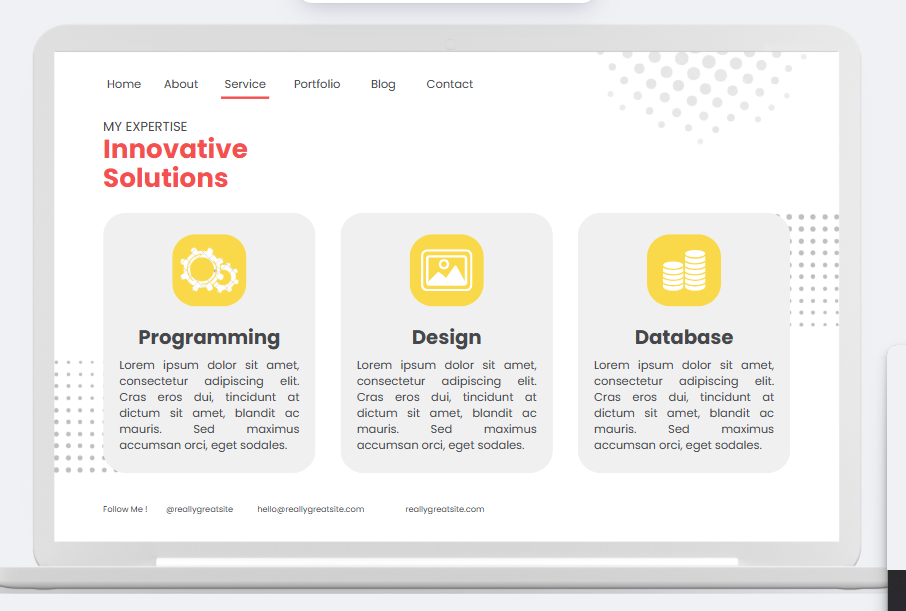 Home About Service Portfolio Blog Contact
MY EXPERTISE
Innovative
Solutions
Programming
Lorem ipsum dolor sit amet,
consectetur adipiscing elit.
Cras eros dui, tincidunt at
dictum sit amet, blandit ac
mauris. Sed maximus
accumsan orci, eget sodales.
Design
Lorem ipsum dolor sit amet,
consectetur adipiscing elit.
Cras eros dui, tincidunt at
dictum sit amet, blandit ac
mauris. Sed maximus
accumsan orci, eget sodales.
Database
Lorem ipsum dolor sit amet,
consectetur adipiscing elit.
Cras eros dui, tincidunt at
dictum sit amet, blandit ac
mauris. Sed maximus
accumsan orci, eget sodales.
Follow Me ! @reallygreatsite hello@reallygreatsite.com reallygreatsite.com